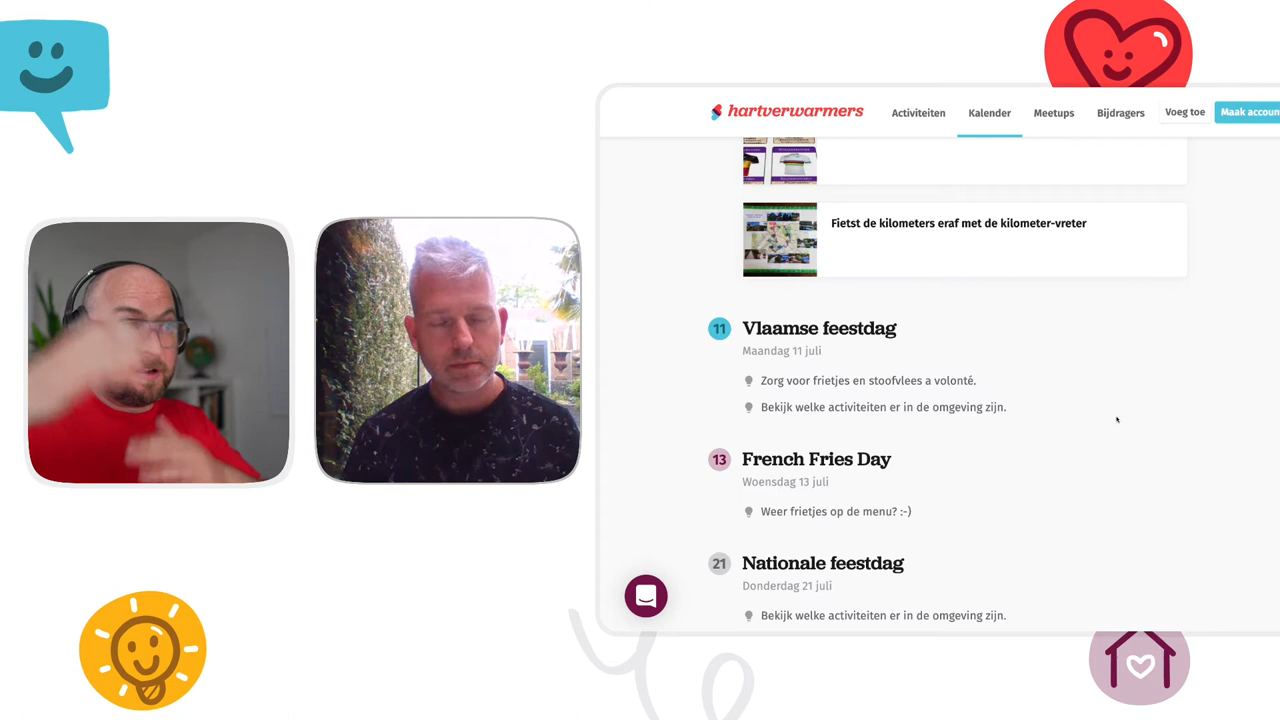 hartverwarmers
Activiteiten
Kalender
Meetups
Bijdragers
Voeg toe
Maak accoun
Fietst de kilometers eraf met de kilometer-vreter
11
Vlaamse feestdag
Maandag 11 juli
Zorg voor frietjes en stoofvlees a volonté.
Bekijk welke activiteiten er in de omgeving zijn.
13
French Fries Day
Woensdag 13 juli
Weer frietjes op de menu? :-)
21
Nationale feestdag
Donderdag 21 juli
Bekijk welke activiteiten er in de omgeving zijn.